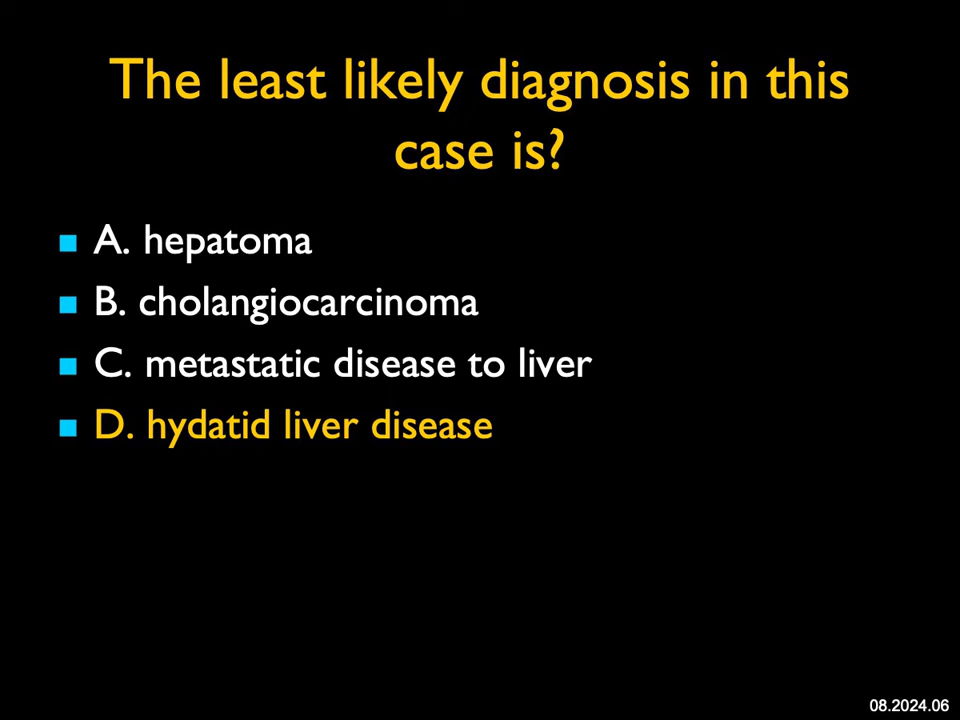 The least likely diagnosis in this
case is?
A. hepatoma
B. cholangiocarcinoma
C. metastatic disease to liver
D. hydatid liver disease
08.2024.06